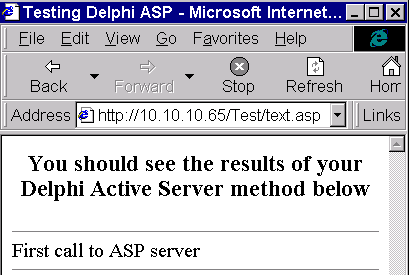 Testing Delphi ASP - Microsoft Internet...
File Edit View Go Favorites Help
Back Forward Stop Refresh Hom
Address http://10.10.10.65/Test/text.asp Links
You should see the results of your
Delphi Active Server method below
First call to ASP server